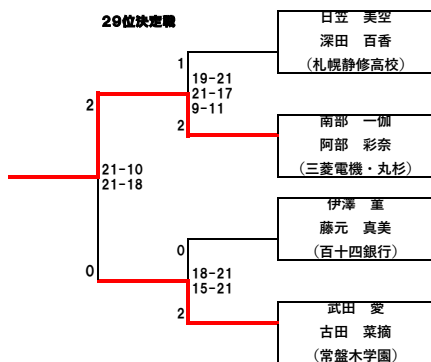 29位決定戦
日笠　美空
深田　百香
(札幌静修高校)
1
19-21
21-17
9-11
2
2
南部　一伽
阿部　彩奈
(三菱電機・丸杉)
21-10
21-18
伊澤　菫
藤元　真美
(百十四銀行)
0
0
18-21
15-21
2
武田　愛
古田　菜摘
(常盤木学園)